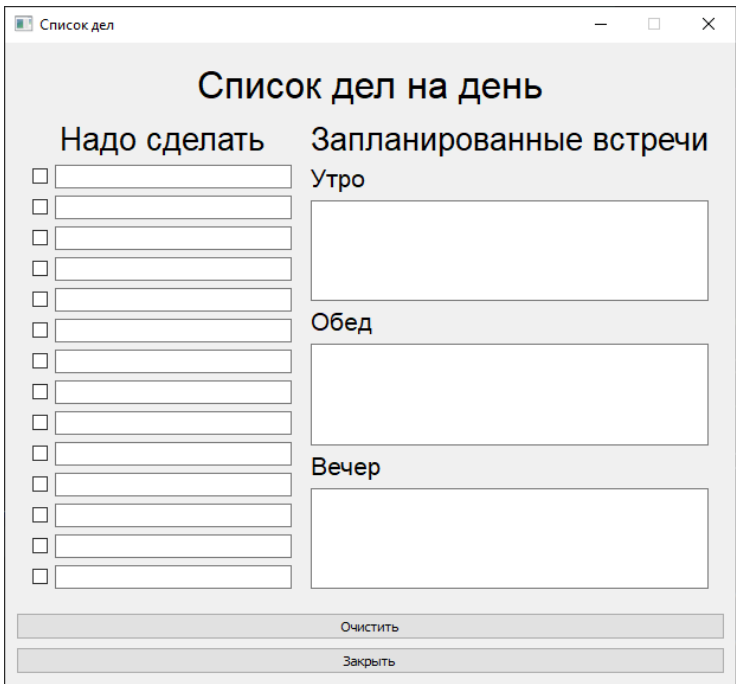 Список дел
Список дел на день
Надо сделать
Запланированные встречи
Утро
Обед
Вечер
Очистить
Закрыть